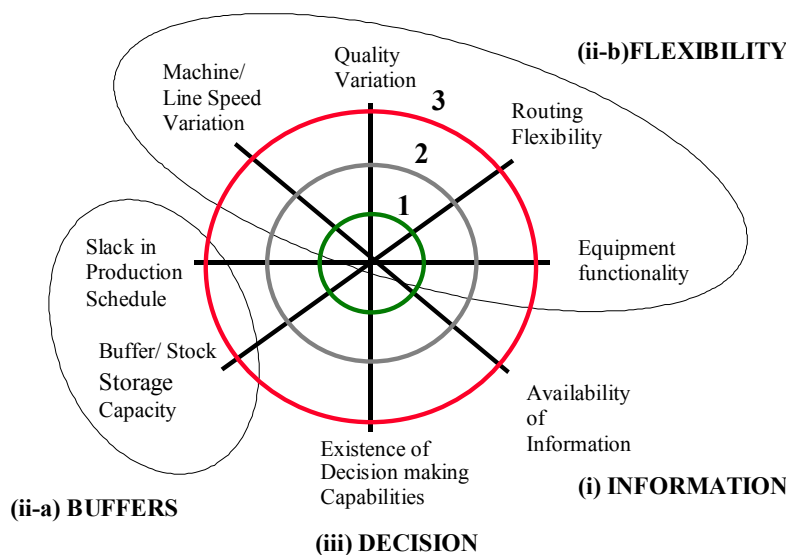 Quality
Variation
(ii-b)FLEXIBILITY
Machine/
Line Speed
Variation
3
Routing
Flexibility
2
1
Slack in
Production
Schedule
Equipment
functionality
Buffer/ Stock
Storage
Capacity
Availability
of
Information
Existence of
Decision making
Capabilities
(i) INFORMATION
(ii-a) BUFFERS
(iii) DECISION